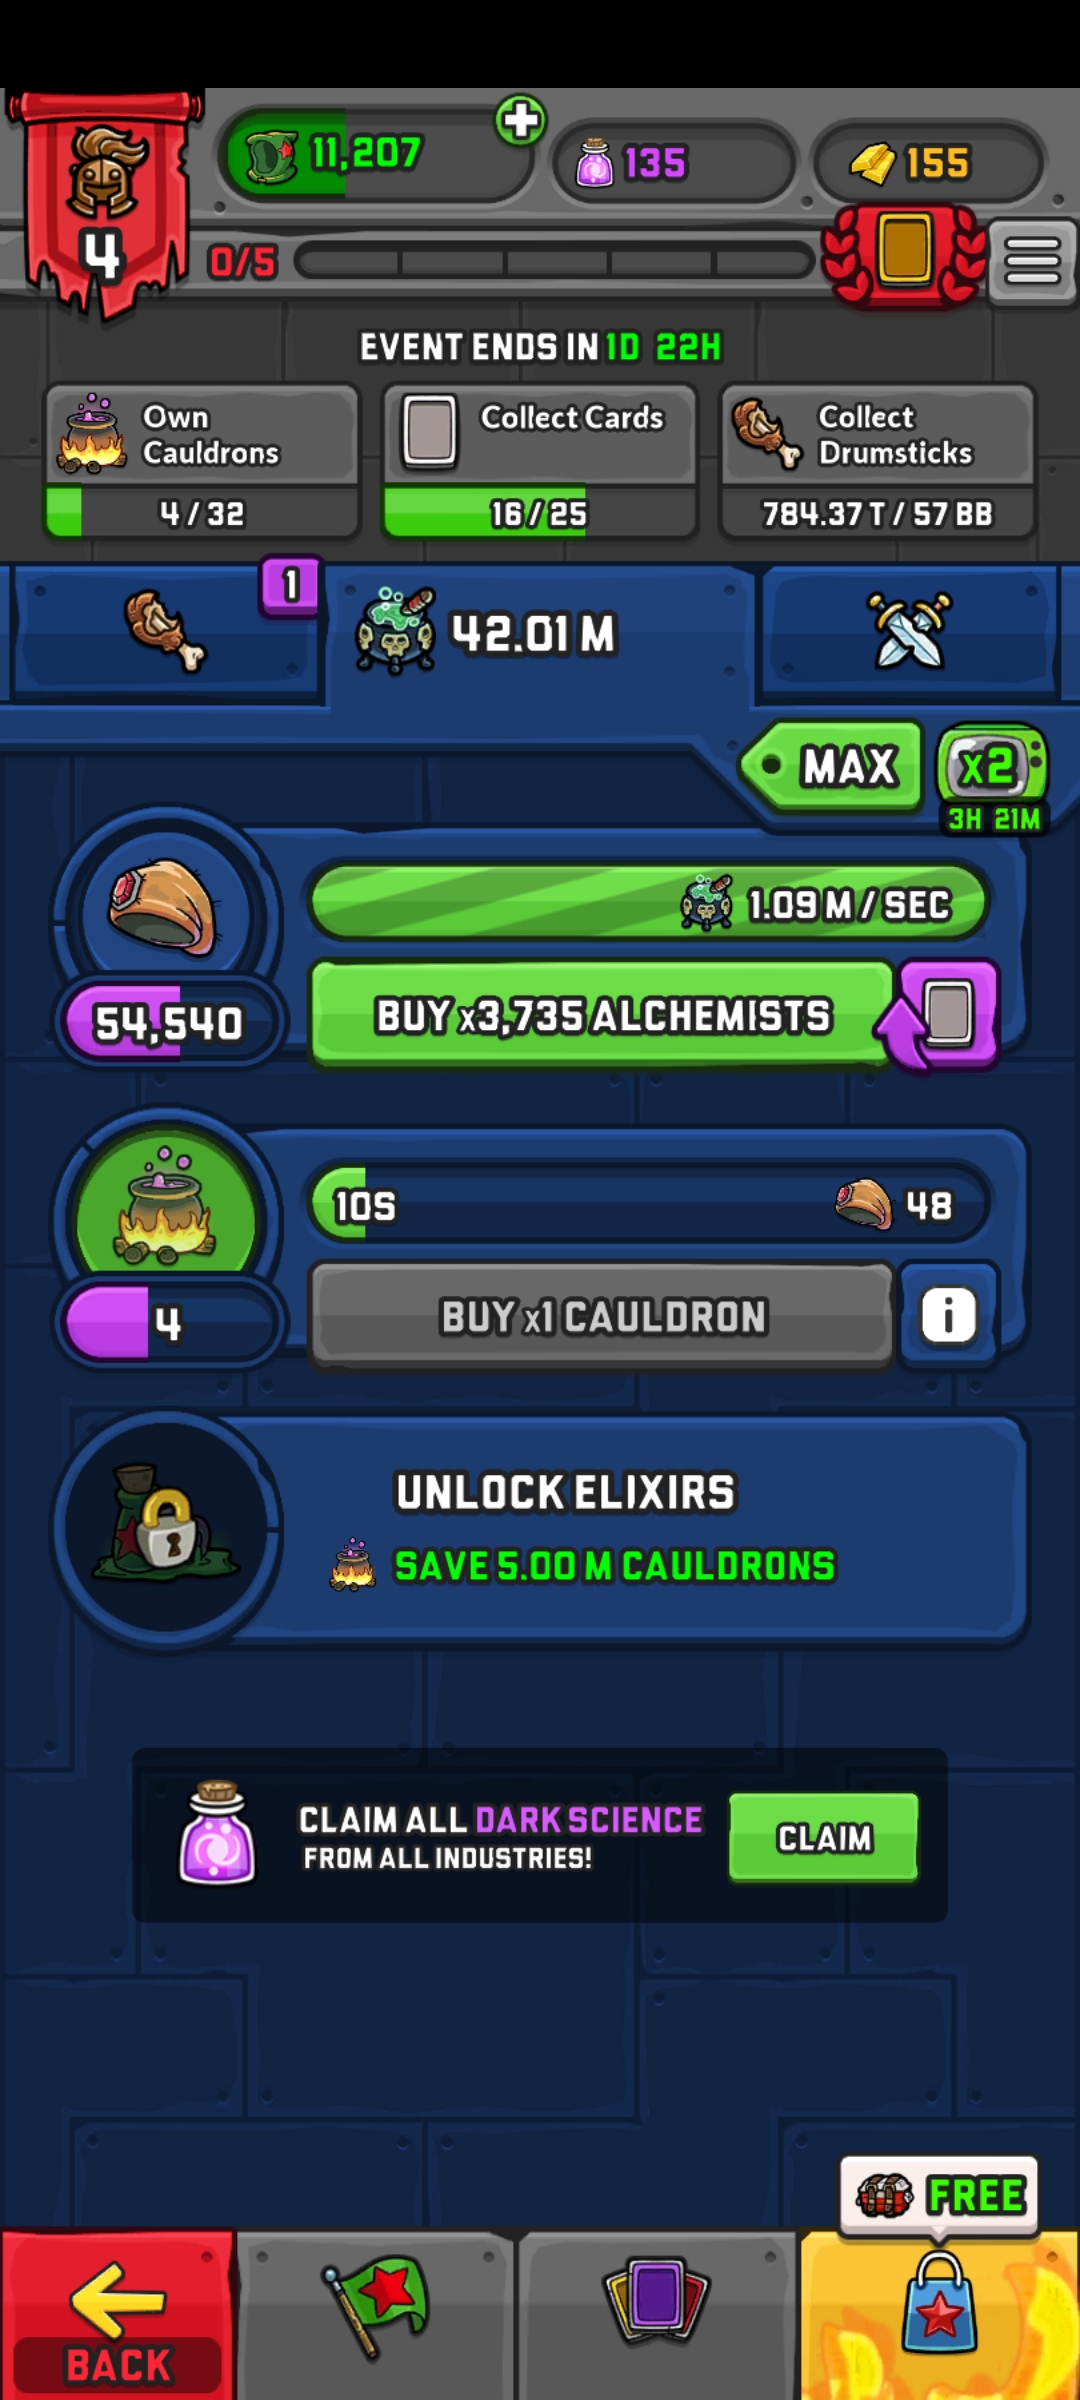 11,207
135
155
4
0/5
EVENT ENDS IN 1D 22H
Own
Cauldrons
4 / 32
Collect Cards
16 / 25
Collect
Drumsticks
784.37 T / 57 BB
1
42.01 M
MAX
x2
3H 21M
1.09 M / SEC
54,540
BUY x3,735 ALCHEMISTS
10S
48
4
BUY x1 CAULDRON
i
UNLOCK ELIXIRS
SAVE 5.00 M CAULDRONS
CLAIM ALL DARK SCIENCE
FROM ALL INDUSTRIES!
CLAIM
FREE
BACK